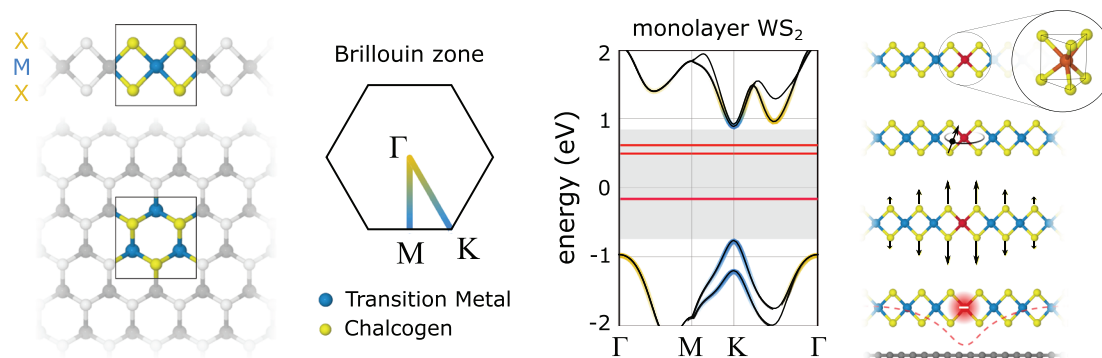 X
M
X
Brillouin zone
Γ
M
K
Transition Metal
Chalcogen
monolayer WS₂
energy (eV)
2
1
0
-1
-2
Γ
M
K
Γ